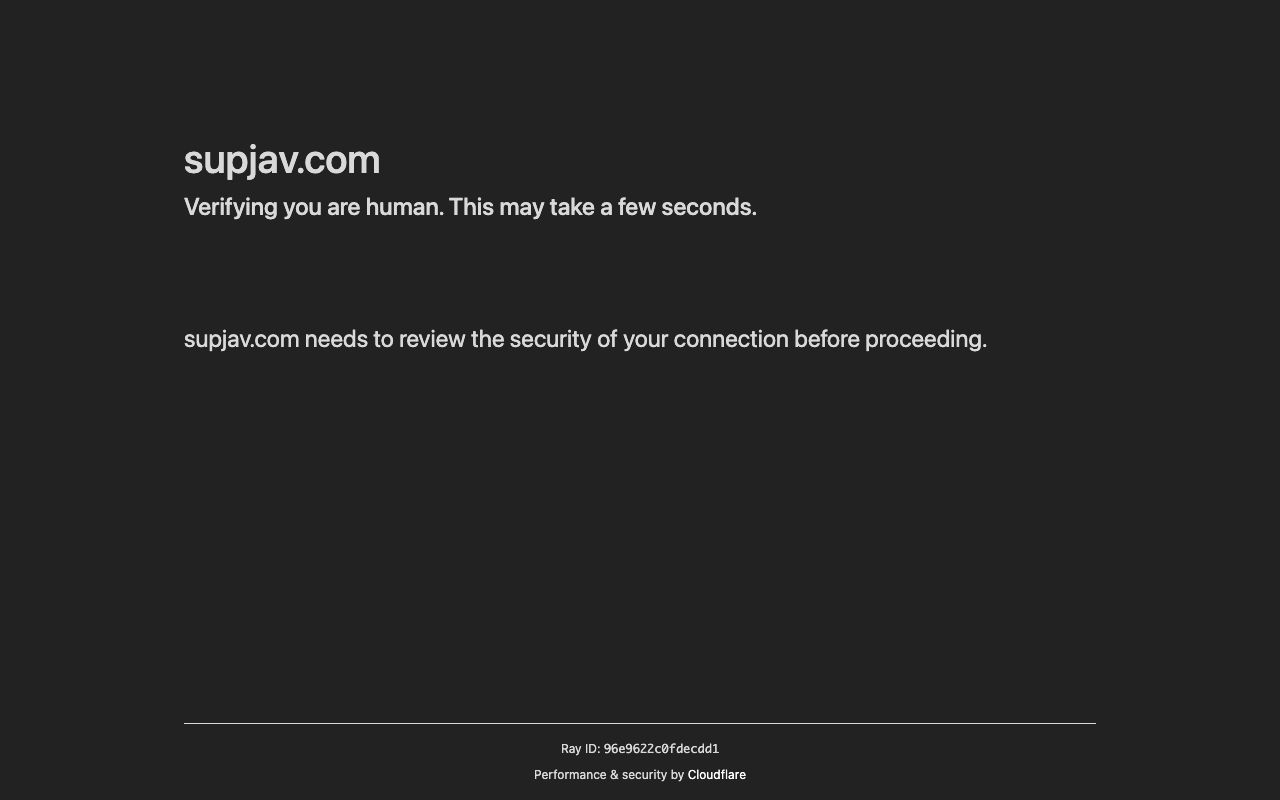 supjav.com
Verifying you are human. This may take a few seconds.
supjav.com needs to review the security of your connection before proceeding.
Ray ID: 96e9622c0fdecdd1
Performance & security by Cloudflare